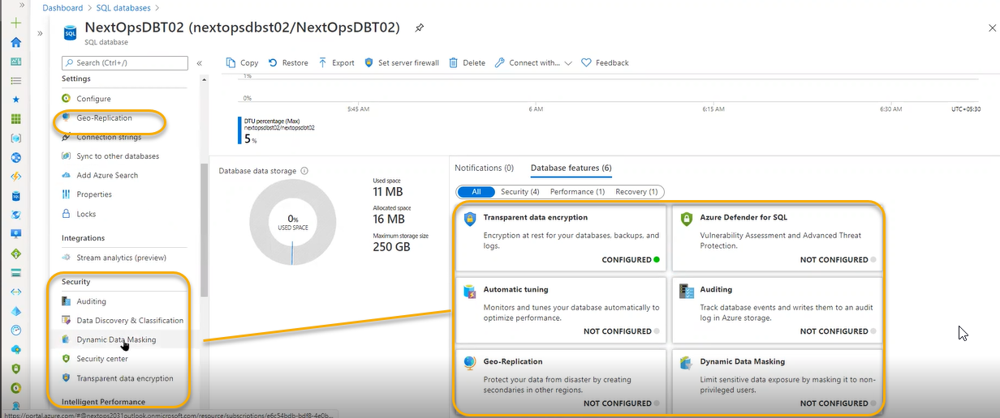 Dashboard > SQL databases >
NextOpsDBT02 (nextopsdbst02/NextOpsDBT02)
SQL
SQL database
Search (Ctrl+/)
Copy
Restore
Export
Set server firewall
Delete
Connect with...
Feedback
Settings
Configure
Geo-Replication
Connection strings
Sync to other databases
Add Azure Search
Properties
Locks
Integrations
Stream analytics (preview)
Security
Auditing
Data Discovery & Classification
Dynamic Data Masking
Security center
Transparent data encryption
Intelligent Performance
1%
0%
5:45 AM
6 AM
6:15 AM
6:30 AM
UTC+05:30
DTU percentage (Max)
nextopsdbst02/nextopsdbt02
5 %
Database data storage
0%
USED SPACE
Used space
11 MB
Allocated space
16 MB
Maximum storage size
250 GB
Notifications (0)
Database features (6)
All
Security (4)
Performance (1)
Recovery (1)
Transparent data encryption
Encryption at rest for your databases, backups, and
logs.
CONFIGURED
Azure Defender for SQL
Vulnerability Assessment and Advanced Threat
Protection.
NOT CONFIGURED
Automatic tuning
Monitors and tunes your database automatically to
optimize performance.
NOT CONFIGURED
Auditing
Track database events and writes them to an audit
log in Azure storage.
NOT CONFIGURED
Geo-Replication
Protect your data from disaster by creating
secondaries in other regions.
NOT CONFIGURED
Dynamic Data Masking
Limit sensitive data exposure by masking it to non-
privileged users.
NOT CONFIGURED
https://portal.azure.com/#@nextops2031outlook.onmicrosoft.com/resource/subscriptions/e6c54bdb-bdf8-4e0b...